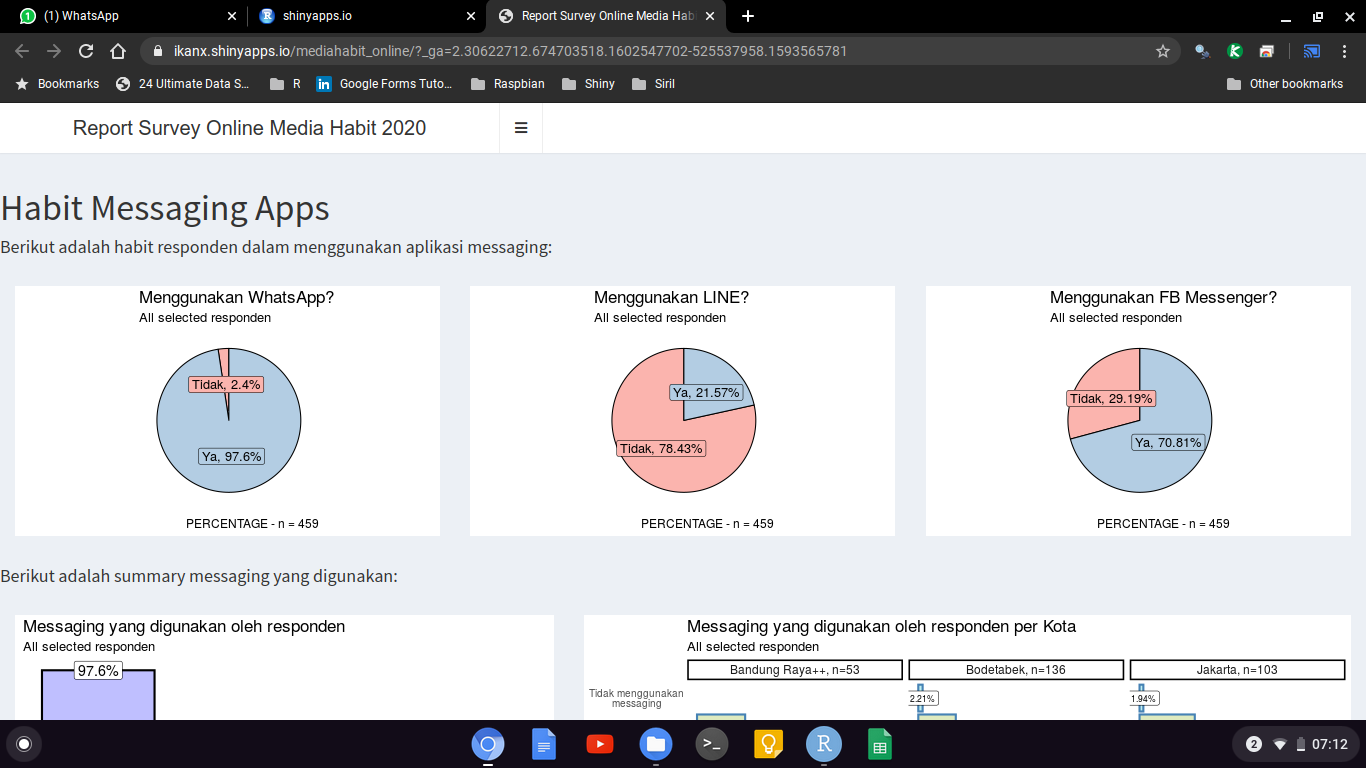 (1) WhatsApp
shinyapps.io
Report Survey Online Media Hab
ikanx.shinyapps.io/mediahabit_online/?_ga=2.30622712.674703518.1602547702-525537958.1593565781
Bookmarks
24 Ultimate Data S...
R
in
Google Forms Tuto...
Raspbian
Shiny
Siril
Other bookmarks
Report Survey Online Media Habit 2020
Habit Messaging Apps
Berikut adalah habit responden dalam menggunakan aplikasi messaging:
Menggunakan WhatsApp?
All selected responden
Tidak, 2.4%
Ya, 97.6%
PERCENTAGE - n = 459
Menggunakan LINE?
All selected responden
Ya, 21.57%
Tidak, 78.43%
PERCENTAGE - n = 459
Menggunakan FB Messenger?
All selected responden
Tidak, 29.19%
Ya, 70.81%
PERCENTAGE - n = 459
Berikut adalah summary messaging yang digunakan:
Messaging yang digunakan oleh responden
All selected responden
97.6%
Messaging yang digunakan oleh responden per Kota
All selected responden
Bandung Raya++, n=53
Bodetabek, n=136
Jakarta, n=103
Tidak menggunakan
messaging
2.21%
1.94%
>_
R
2
07:12